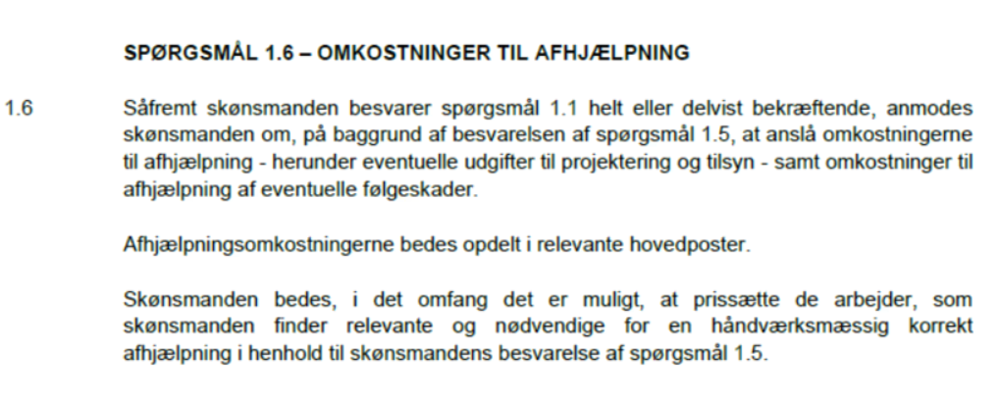 SPØRGSMÅL 1.6 – OMKOSTNINGER TIL AFHJÆLPNING
1.6 Såfremt skønsmanden besvarer spørgsmål 1.1 helt eller delvist bekræftende, anmodes
skønsmanden om, på baggrund af besvarelsen af spørgsmål 1.5, at anslå omkostningerne
til afhjælpning - herunder eventuelle udgifter til projektering og tilsyn - samt omkostninger til
afhjælpning af eventuelle følgeskader.
Afhjælpningsomkostningerne bedes opdelt i relevante hovedposter.
Skønsmanden bedes, i det omfang det er muligt, at prissætte de arbejder, som
skønsmanden finder relevante og nødvendige for en håndværksmæssig korrekt
afhjælpning i henhold til skønsmandens besvarelse af spørgsmål 1.5.